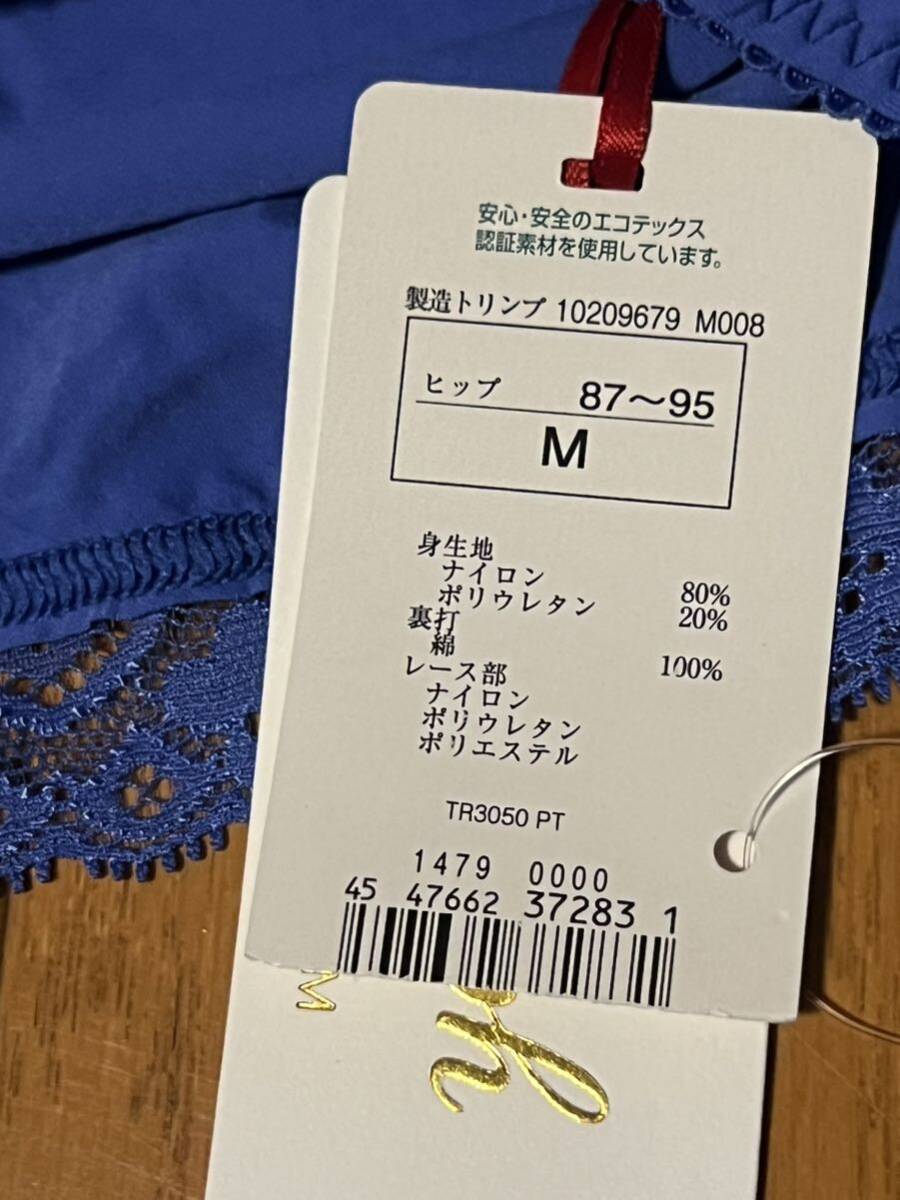 安心・安全のエコテックス
認証素材を使用しています。
製造トリンプ 10209679 M008
ヒップ 87〜95
M
身生地
ナイロン 80%
ポリウレタン 20%
裏打
綿 100%
レース部
ナイロン
ポリウレタン
ポリエステル
TR3050 PT
1479 0000
45 47662 37283 1
M
ph